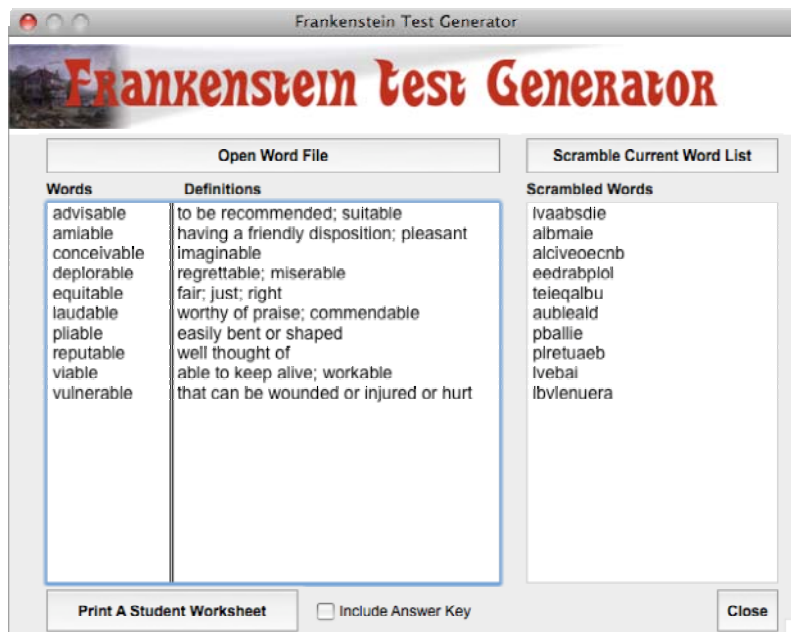 Frankenstein Test Generator
Frankenstein Test Generator
Open Word File
Scramble Current Word List
Words Definitions Scrambled Words
advisable to be recommended; suitable lvaabsdie
amiable having a friendly disposition; pleasant albmaie
conceivable imaginable alciveoecnb
deplorable regrettable; miserable eedrabplol
equitable fair; just; right teieqalbu
laudable worthy of praise; commendable aubleald
pliable easily bent or shaped pballie
reputable well thought of plretuaeb
viable able to keep alive; workable lvebai
vulnerable that can be wounded or injured or hurt lbvlenuera
Print A Student Worksheet Include Answer Key Close